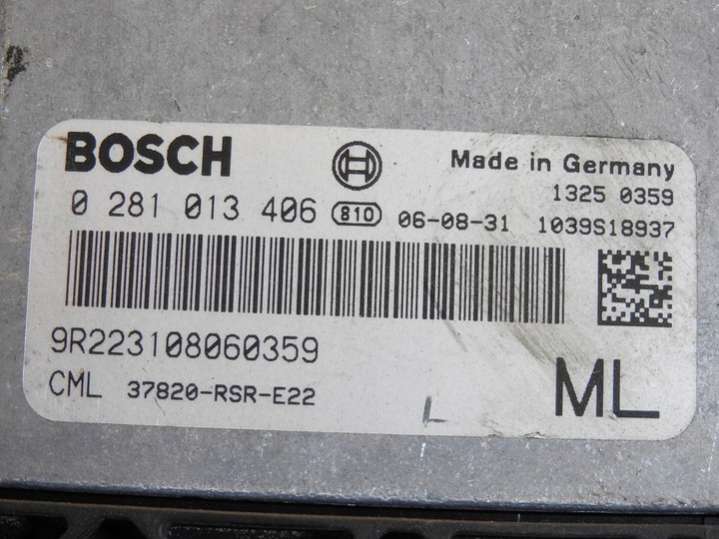 BOSCH
Made in Germany
1325 0359
0 281 013 406 810 06-08-31 1039S18937
9R223108060359
CML 37820-RSR-E22
L
ML